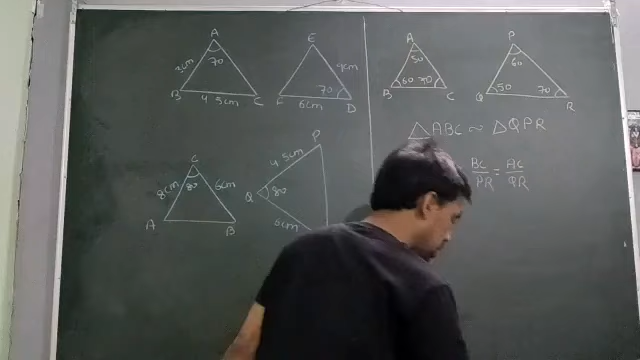 A
70
3cm
B
4 5cm
C
E
4cm
70
F
6cm
D
A
50
60 70
B
C
P
60
Q
50
70
R
△ABC ~ △QPR
BC/PR = AC/QR
C
80
8cm
6cm
A
B
P
4 5cm
Q
80
6cm